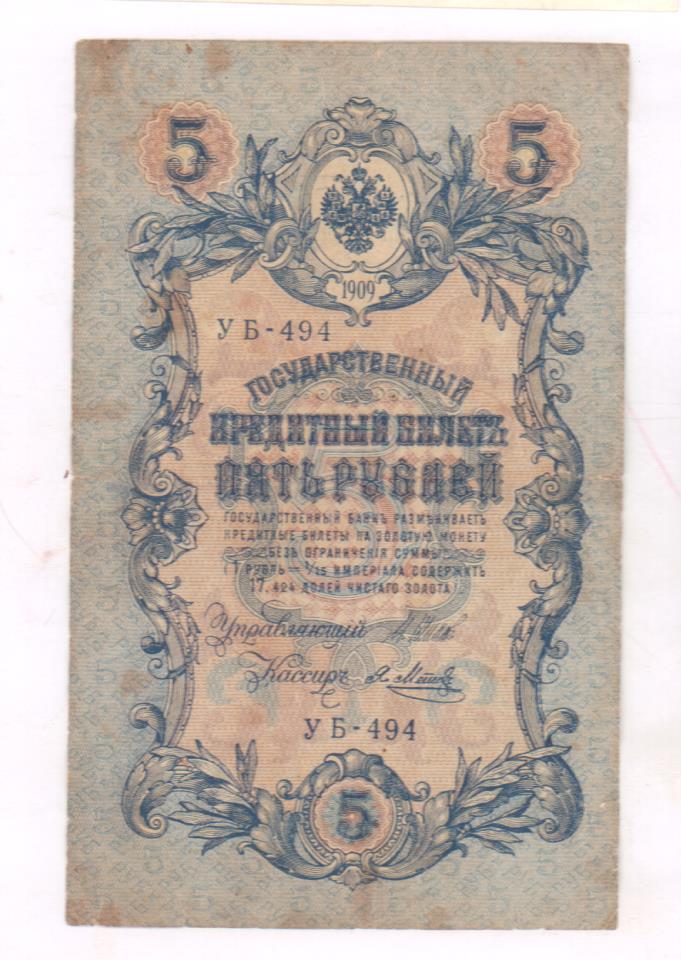 5 5
1909
УБ-494
ГОСУДАРСТВЕННЫЙ
КРЕДИТНЫЙ БИЛЕТЪ
ПЯТЬ РУБЛЕЙ
ГОСУДАРСТВЕННЫЙ БАНКЪ РАЗМѢНИВАЕТЪ
КРЕДИТНЫЕ БИЛЕТЫ НА ЗОЛОТУЮ МОНЕТУ
БЕЗЪ ОГРАНИЧЕНІЯ СУММЫ
(1 РУБЛЬ = 1/15 ИМПЕРІАЛА, СОДЕРЖИТЪ
17,424 ДОЛЕЙ ЧИСТАГО ЗОЛОТА)
Управляющій
Кассиръ
УБ-494
5